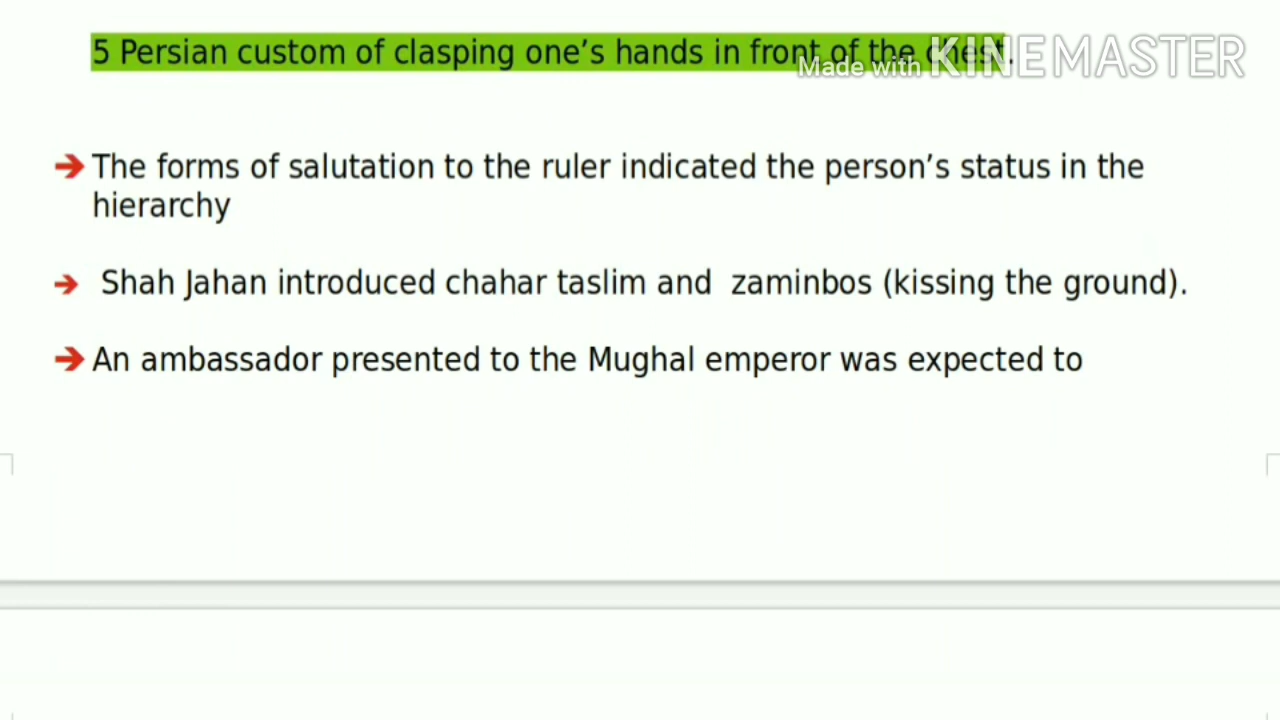 5 Persian custom of clasping one’s hands in front of the chest.
Made with KINEMASTER
➔ The forms of salutation to the ruler indicated the person’s status in the
hierarchy
➔ Shah Jahan introduced chahar taslim and zaminbos (kissing the ground).
➔ An ambassador presented to the Mughal emperor was expected to